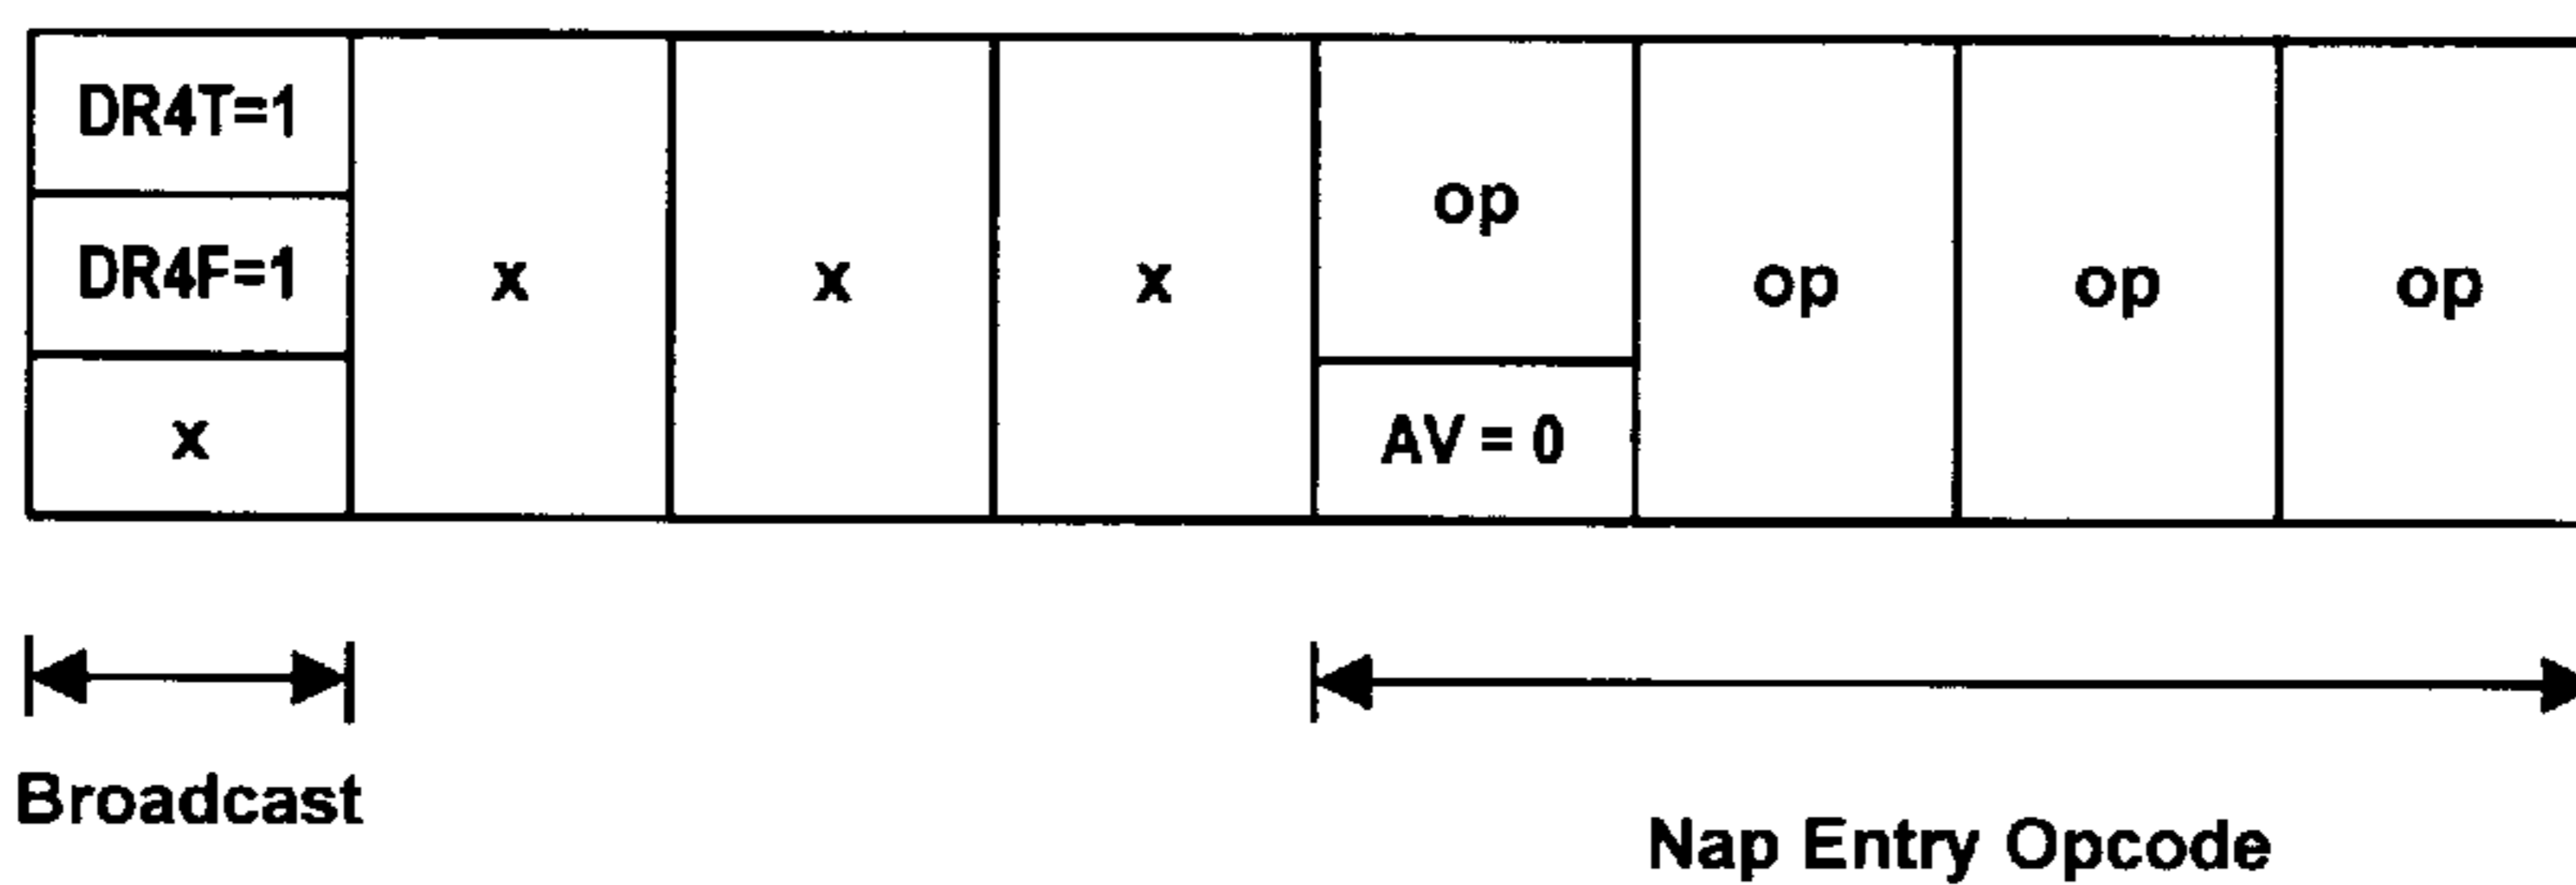 DR4T=1
DR4F=1
x
x
x
x
op
AV = 0
op
op
op
Broadcast
Nap Entry Opcode